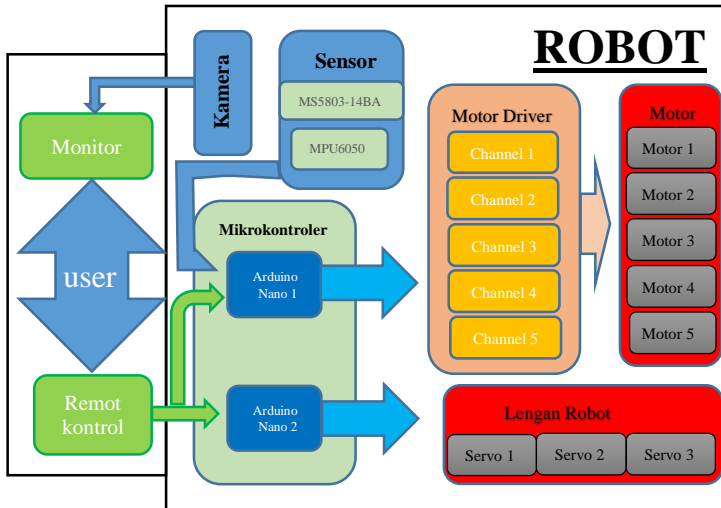 ROBOT
Kamera
Sensor
MS5803-14BA
MPU6050
Monitor
user
Remot
kontrol
Mikrokontroler
Arduino
Nano 1
Arduino
Nano 2
Motor Driver
Channel 1
Channel 2
Channel 3
Channel 4
Channel 5
Motor
Motor 1
Motor 2
Motor 3
Motor 4
Motor 5
Lengan Robot
Servo 1
Servo 2
Servo 3